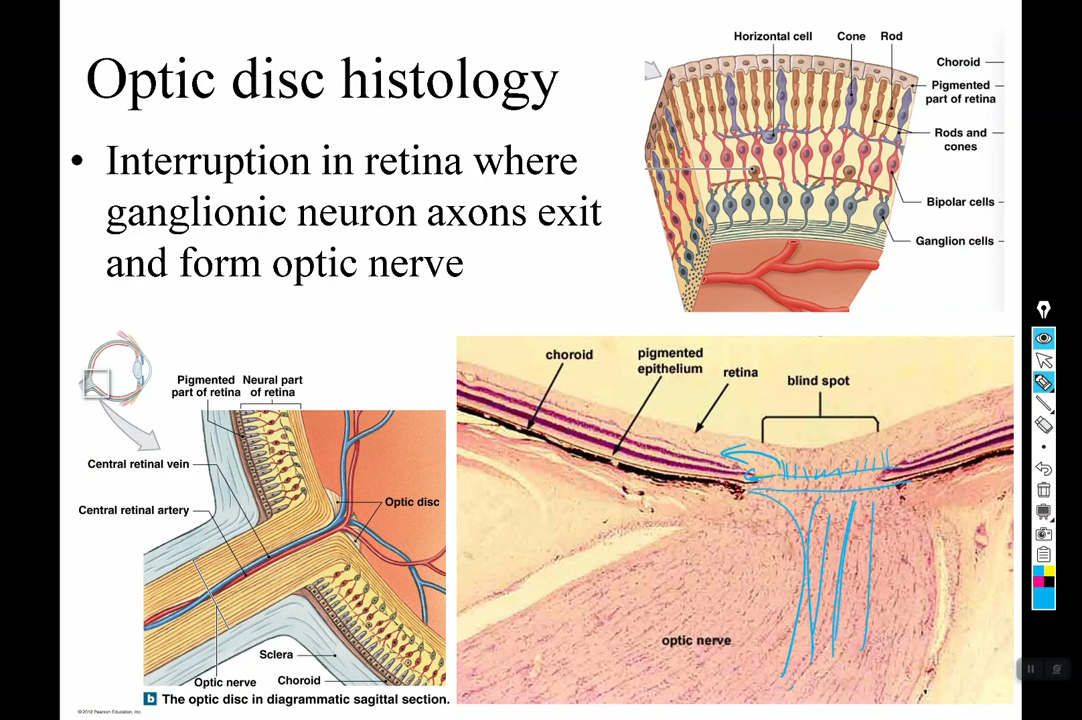 Optic disc histology
• Interruption in retina where
ganglionic neuron axons exit
and form optic nerve
Horizontal cell
Cone
Rod
Choroid
Pigmented
part of retina
Rods and
cones
Bipolar cells
Ganglion cells
Pigmented
part of retina
Neural part
of retina
Central retinal vein
Central retinal artery
Optic disc
Sclera
Optic nerve
Choroid
b The optic disc in diagrammatic sagittal section.
© 2012 Pearson Education, Inc.
choroid
pigmented
epithelium
retina
blind spot
optic nerve